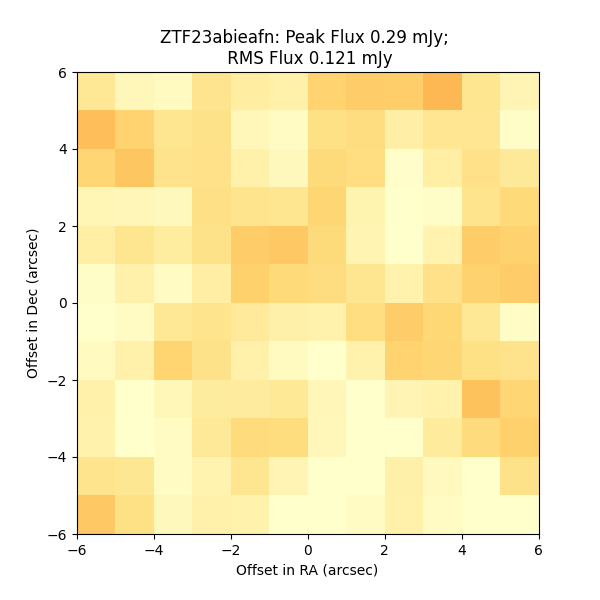 ZTF23abieafn: Peak Flux 0.29 mJy;
RMS Flux 0.121 mJy
6
4
2
0
−2
−4
−6
Offset in Dec (arcsec)
−6 −4 −2 0 2 4 6
Offset in RA (arcsec)